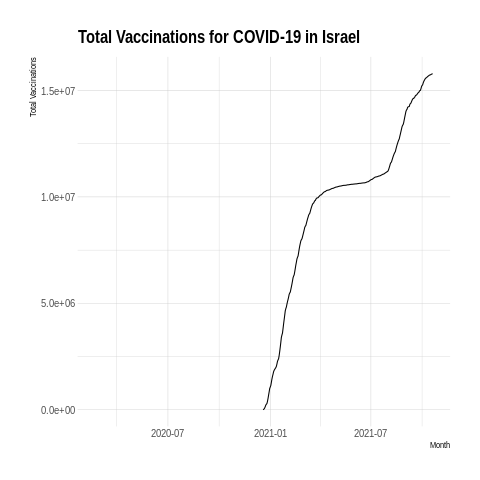 Total Vaccinations for COVID-19 in Israel
Total Vaccinations
1.5e+07
1.0e+07
5.0e+06
0.0e+00
2020-07 2021-01 2021-07
Month